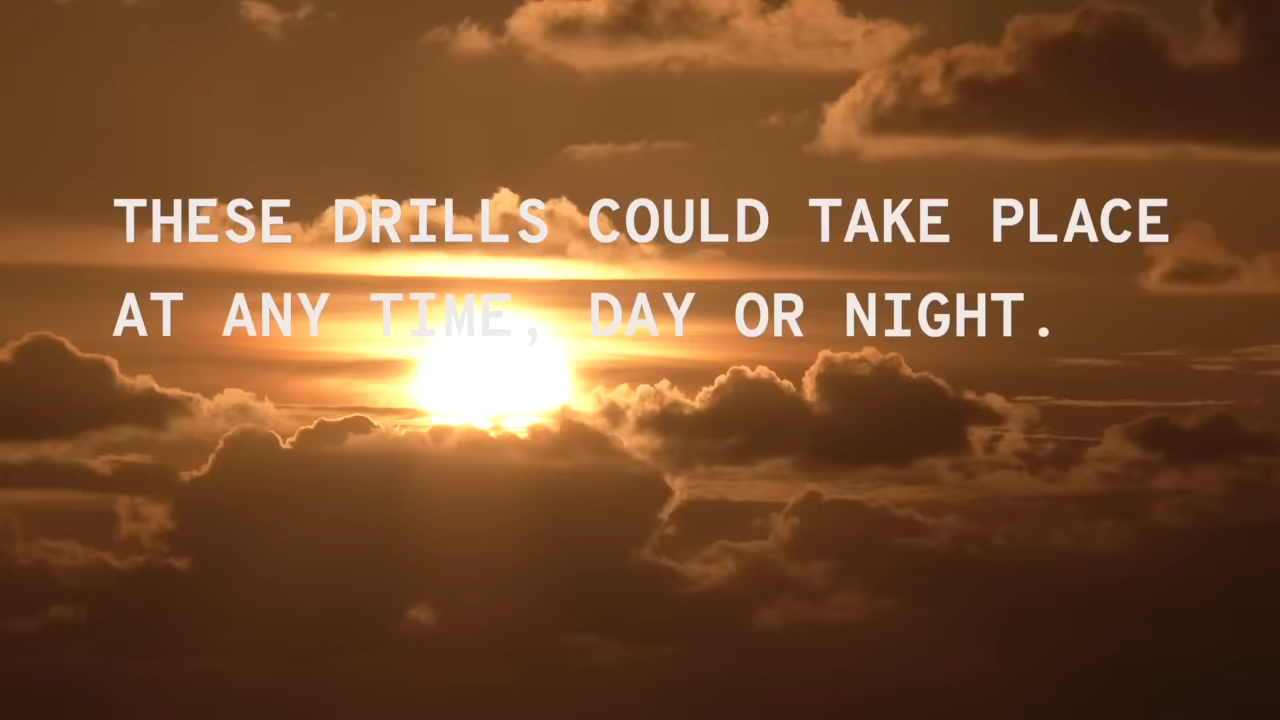 THESE DRILLS COULD TAKE PLACE
AT ANY TIME, DAY OR NIGHT.